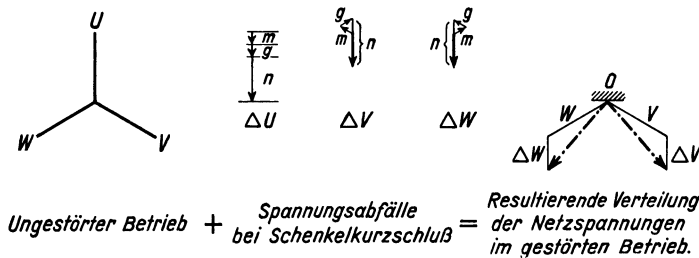 U
W
V
m
g
n
ΔU
g
m
n
ΔV
n
g
m
ΔW
O
W
V
ΔW
ΔV
Ungestörter Betrieb
+
Spannungsabfälle
bei Schenkelkurzschluß
=
Resultierende Verteilung
der Netzspannungen
im gestörten Betrieb.